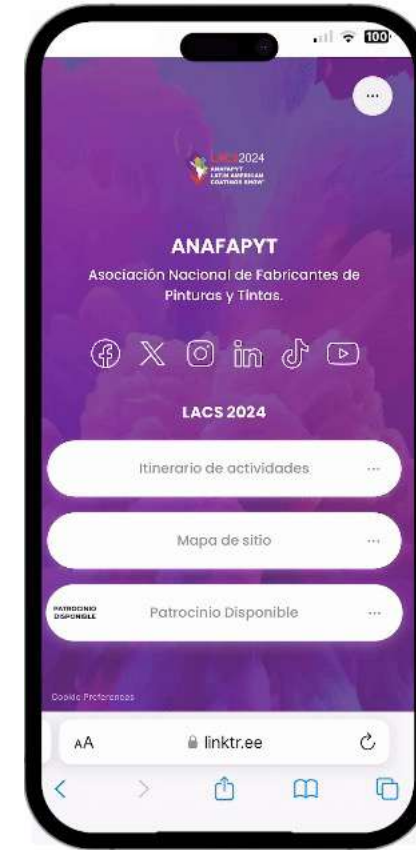 100
LACS2024
ANAFAPYT
LATIN AMERICAN
COATINGS SHOW
ANAFAPYT
Asociación Nacional de Fabricantes de
Pinturas y Tintas.
LACS 2024
Itinerario de actividades
Mapa de sitio
PATROCINIO
DISPONIBLE
Patrocinio Disponible
Cookie Preferences
AA
linktr.ee